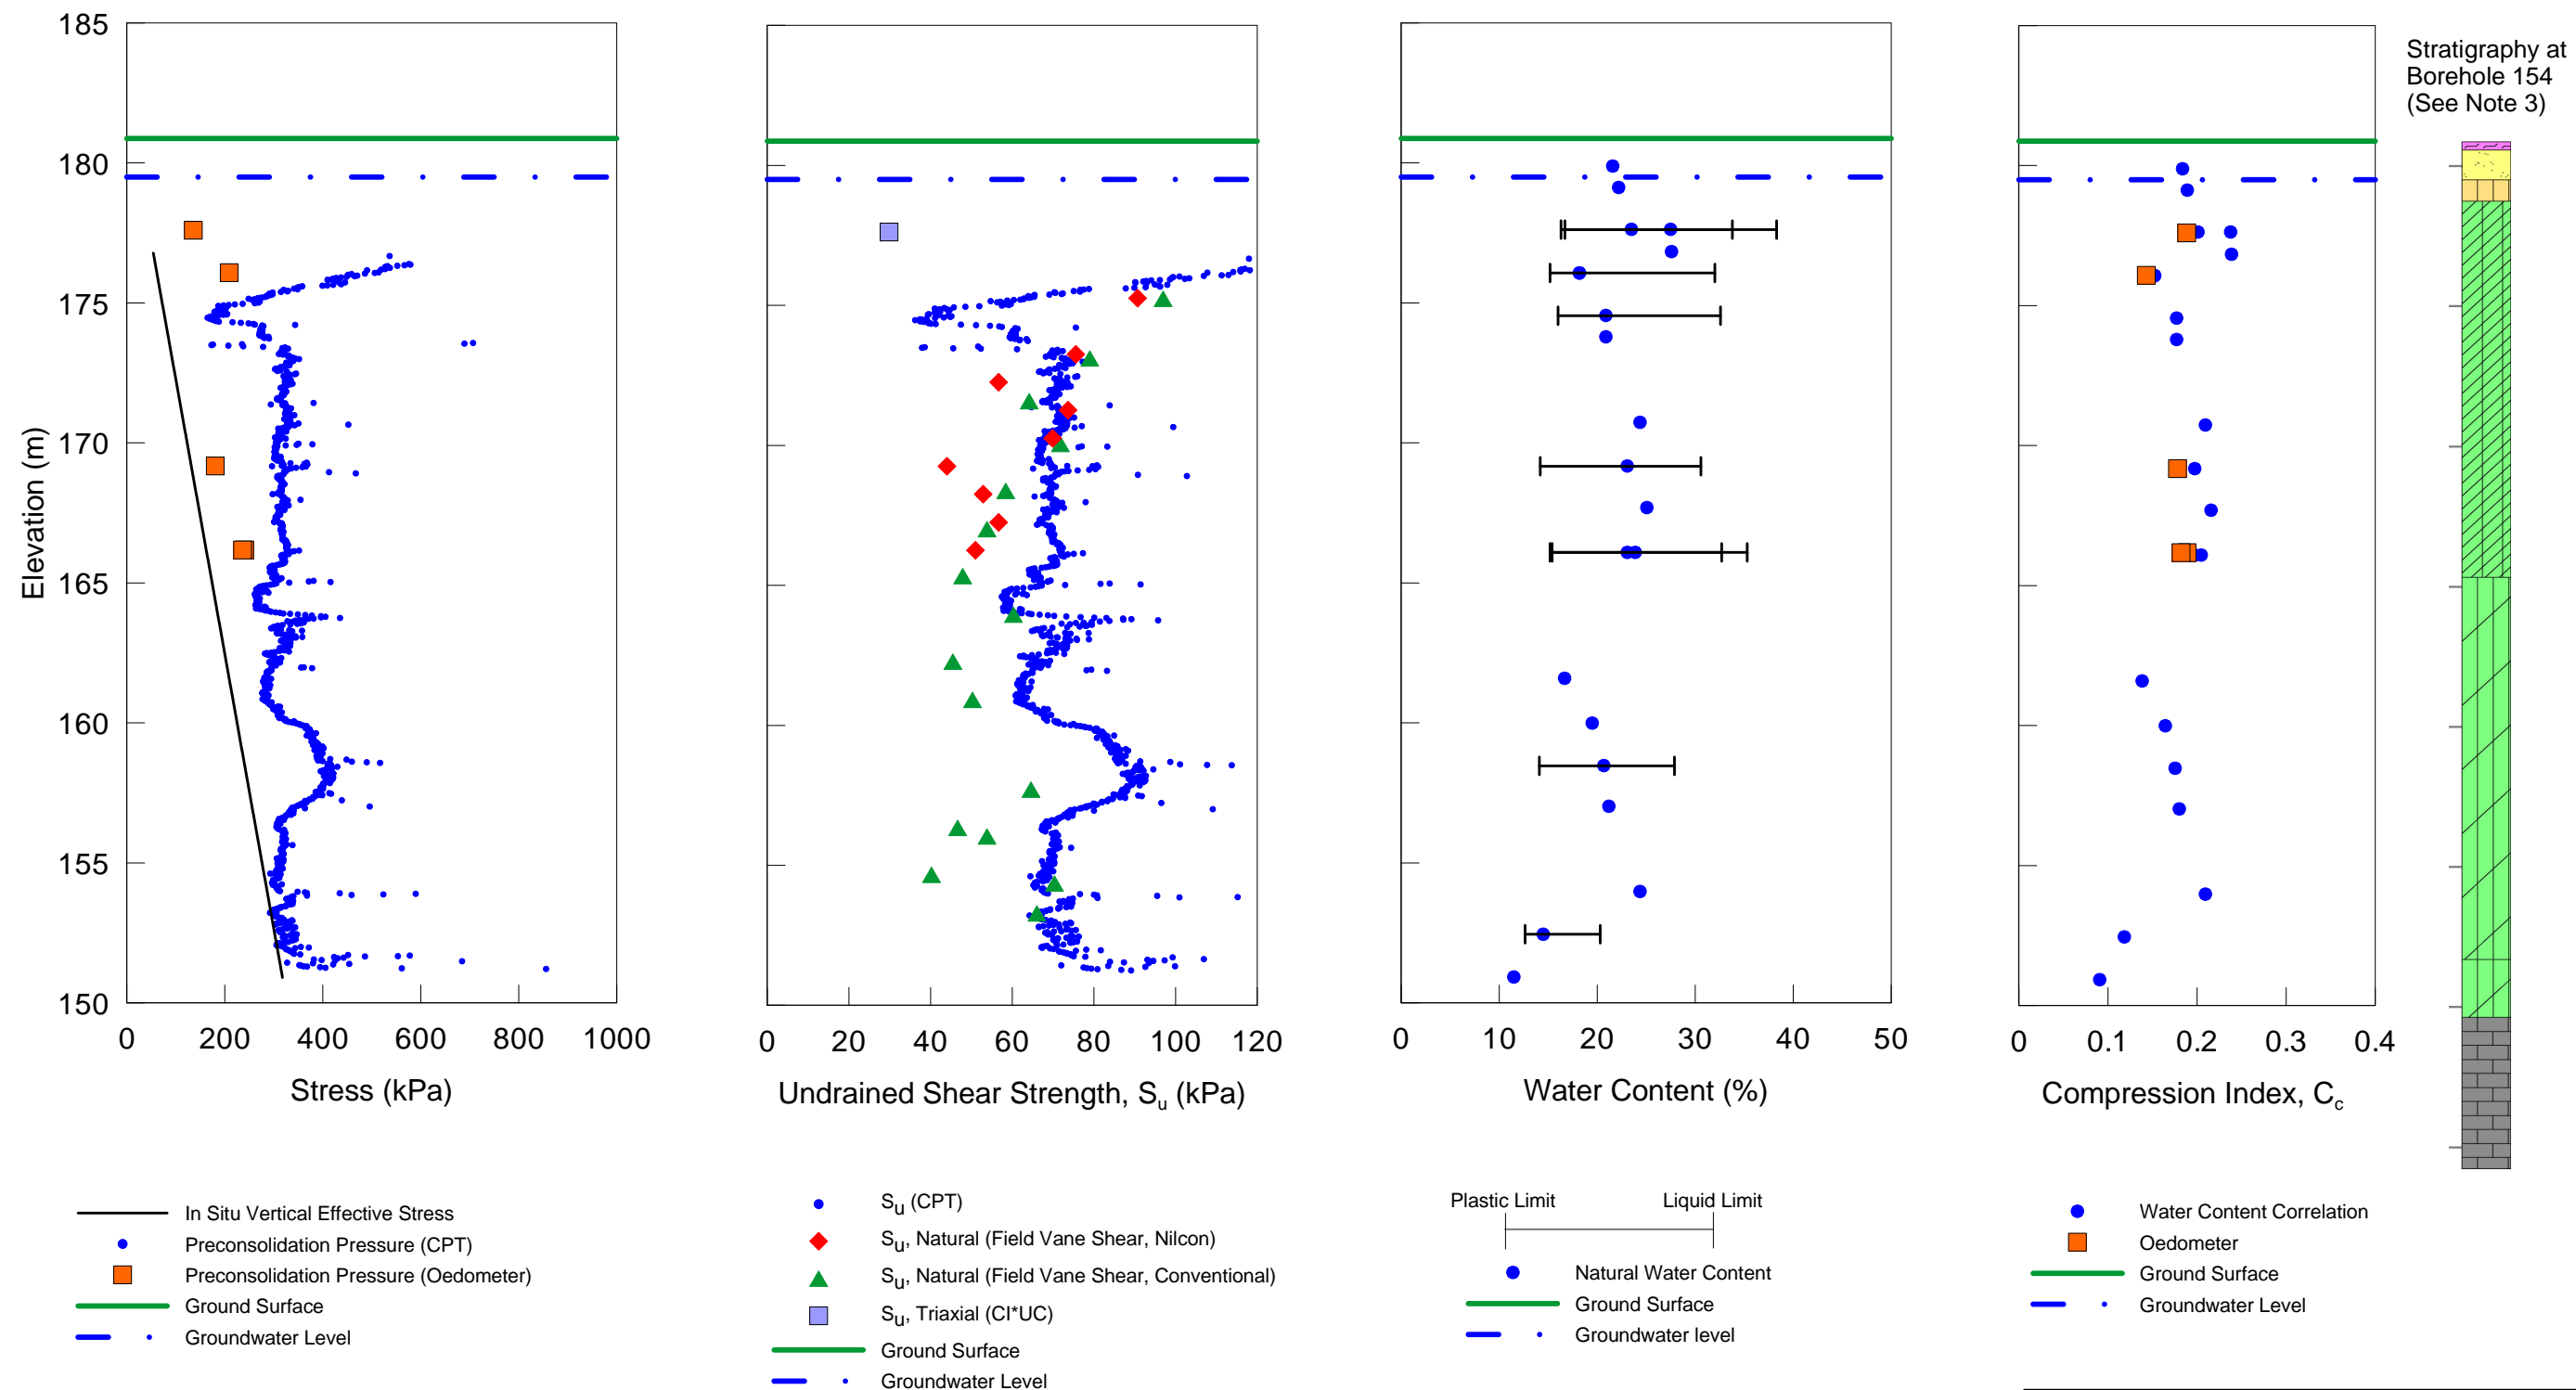 185
180
175
170
165
160
155
150
Elevation (m)
0 200 400 600 800 1000
Stress (kPa)
In Situ Vertical Effective Stress
Preconsolidation Pressure (CPT)
Preconsolidation Pressure (Oedometer)
Ground Surface
Groundwater Level
0 20 40 60 80 100 120
Undrained Shear Strength, Su (kPa)
Su (CPT)
Su, Natural (Field Vane Shear, Nilcon)
Su, Natural (Field Vane Shear, Conventional)
Su, Triaxial (CI*UC)
Ground Surface
Groundwater Level
0 10 20 30 40 50
Water Content (%)
Plastic Limit Liquid Limit
Natural Water Content
Ground Surface
Groundwater level
0 0.1 0.2 0.3 0.4
Compression Index, Cc
Water Content Correlation
Oedometer
Ground Surface
Groundwater Level
Stratigraphy at
Borehole 154
(See Note 3)